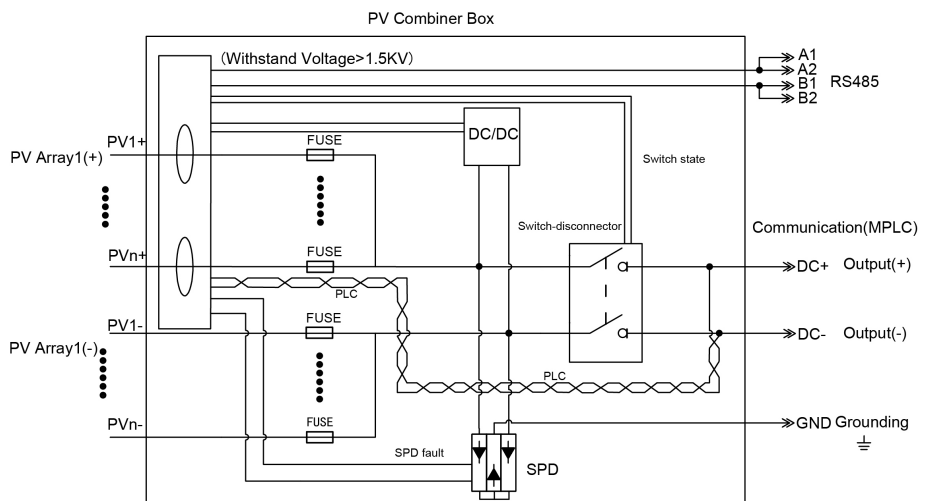 PV Combiner Box
(Withstand Voltage>1.5KV)
A1
A2
B1
B2
RS485
PV1+
FUSE
DC/DC
PV Array1(+)
Switch state
Switch-disconnector
Communication(MPLC)
PVn+
FUSE
DC+
Output(+)
PLC
PV1-
FUSE
DC-
Output(-)
PV Array1(-)
PLC
PVn-
FUSE
GND
Grounding
SPD fault
SPD